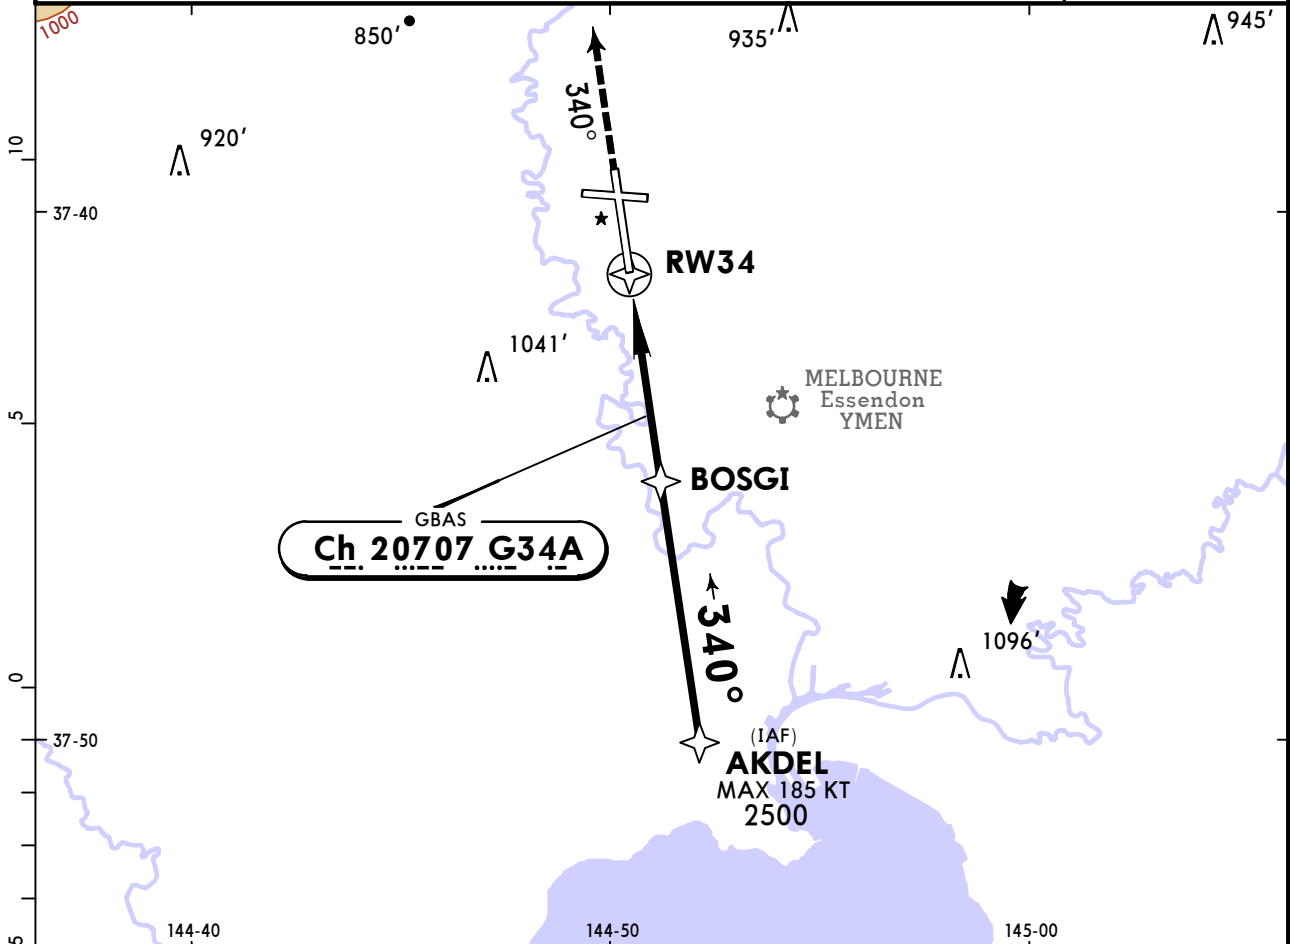 1000
850′
935′
945′
340°
920′
10
37-40
RW34
1041′
MELBOURNE
Essendon
YMEN
5
BOSGI
GBAS
Ch 20707 G34A
340°
1096′
0
37-50
(IAF)
AKDEL
MAX 185 KT
2500
5
144-40
144-50
145-00